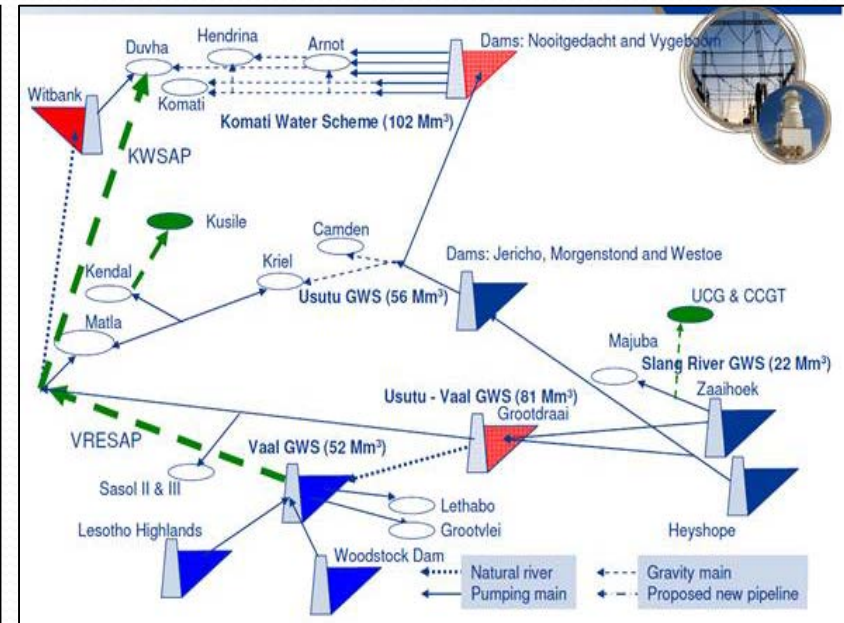 Hendrina
Duvha
Arnot
Dams: Nooitgedacht and Vygeboom
Witbank
Komati
Komati Water Scheme (102 Mm³)
KWSAP
Kusile
Camden
Dams: Jericho, Morgenstond and Westoe
Kendal
Kriel
Usutu GWS (56 Mm³)
UCG & CCGT
Matla
Majuba
Slang River GWS (22 Mm³)
Zaaihoek
Usutu - Vaal GWS (81 Mm³)
Grootdraai
VRESAP
Vaal GWS (52 Mm³)
Sasol II & III
Lethabo
Grootvlei
Lesotho Highlands
Heyshope
Woodstock Dam
Natural river
Gravity main
Pumping main
Proposed new pipeline